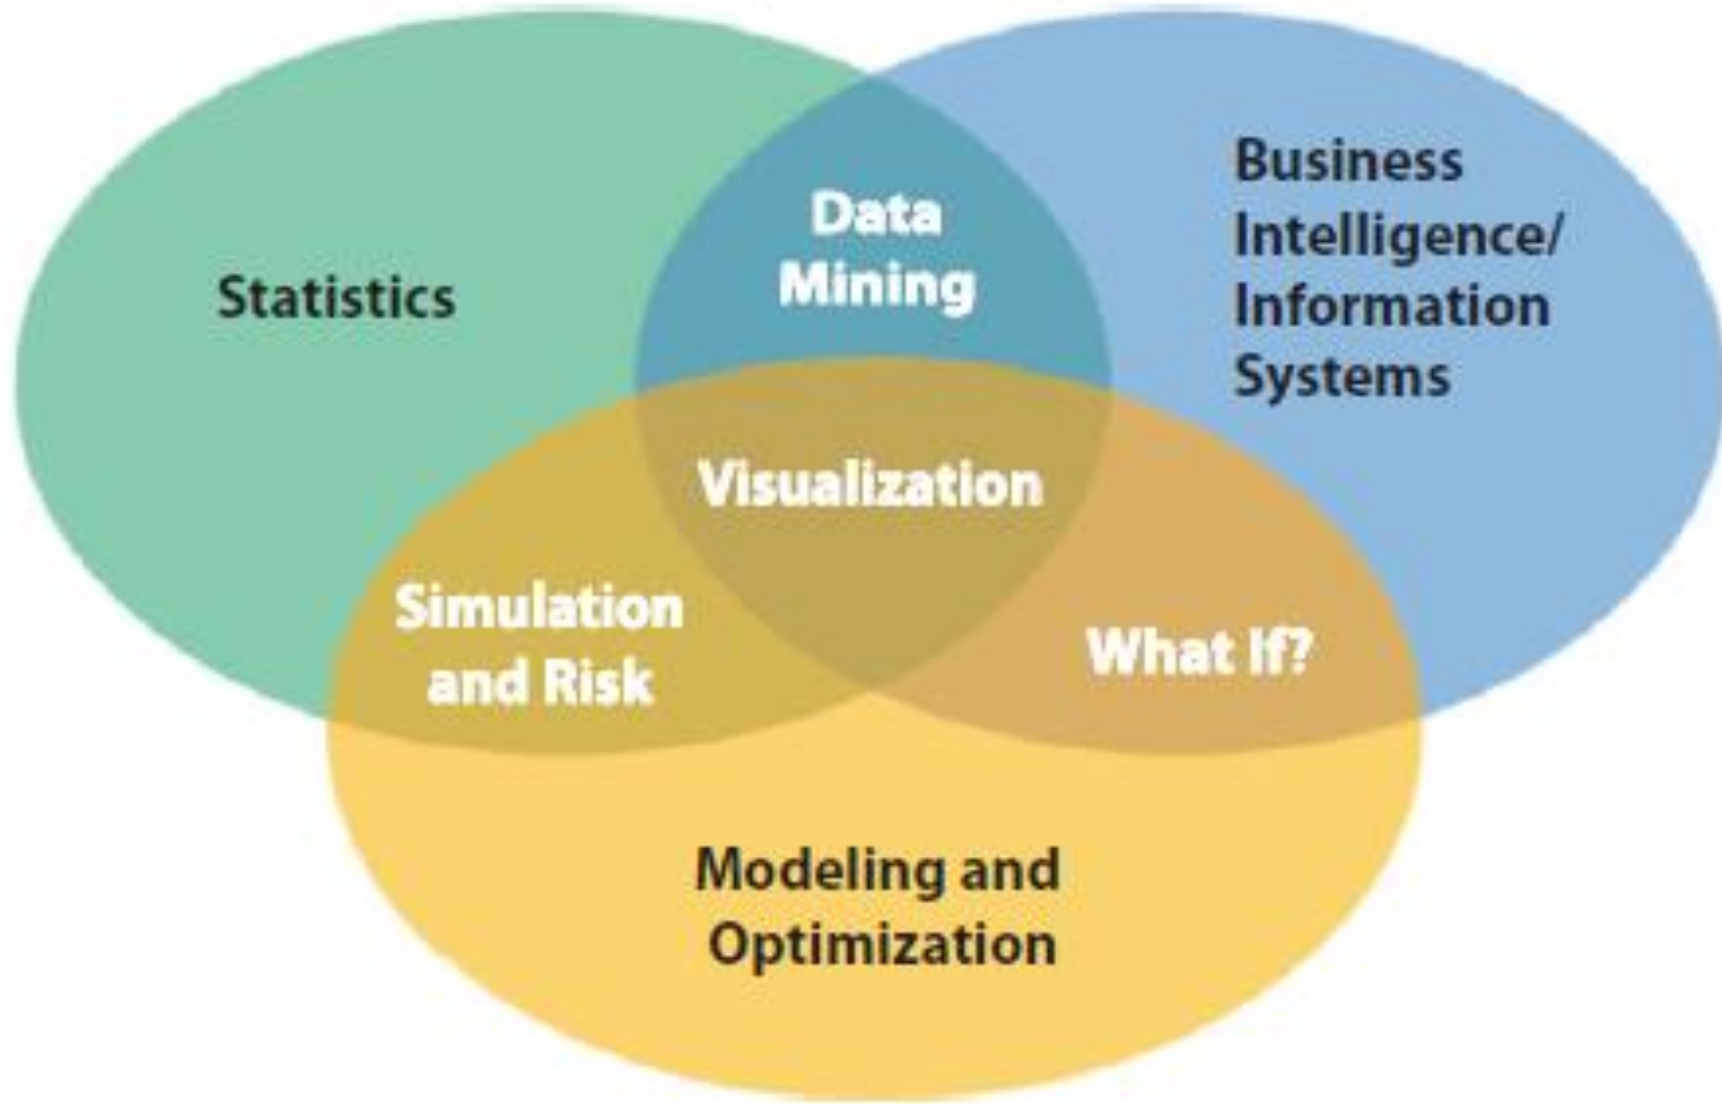 Statistics
Data
Mining
Business
Intelligence/
Information
Systems
Visualization
Simulation
and Risk
What If?
Modeling and
Optimization